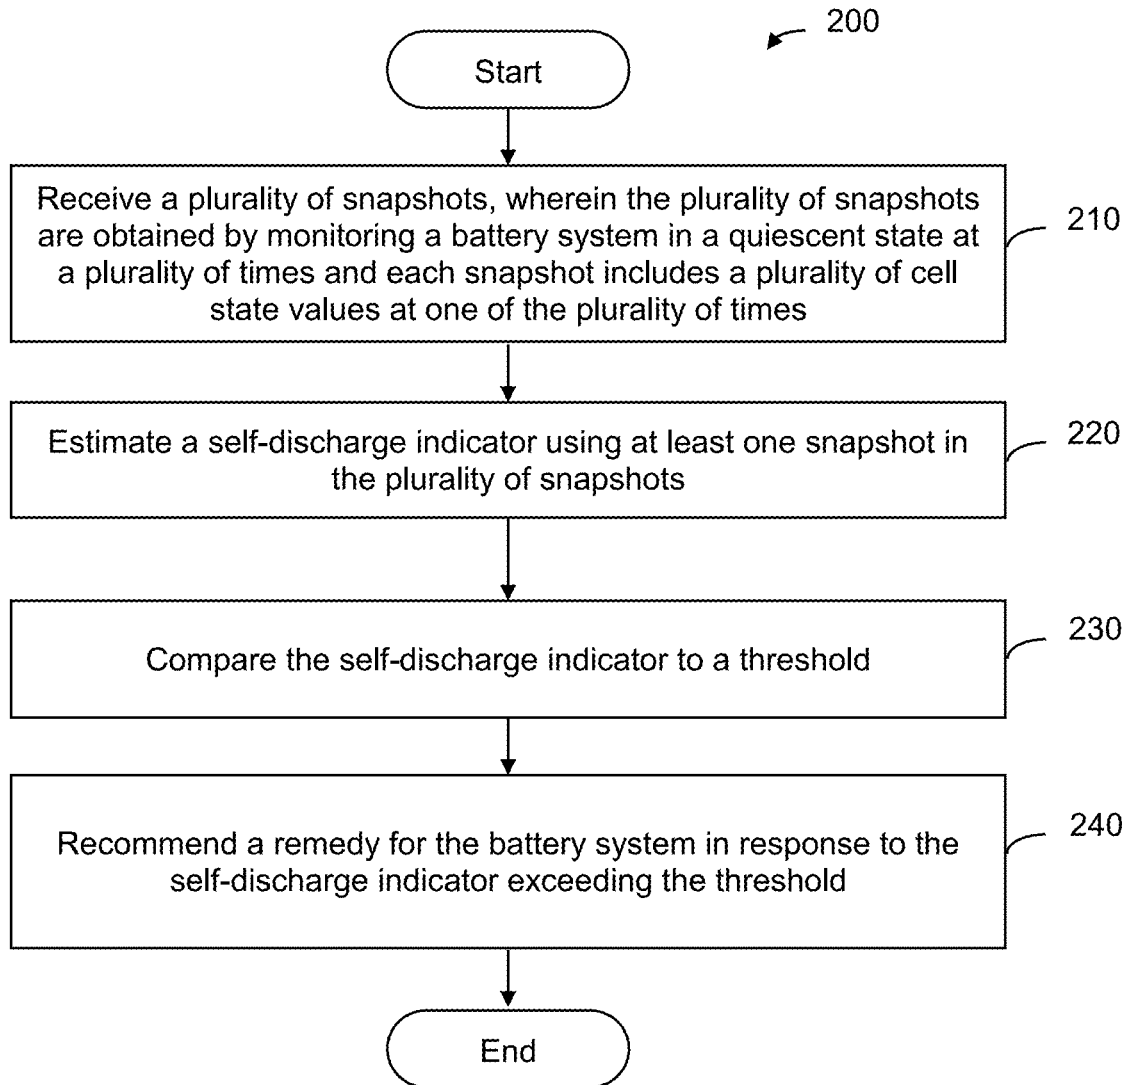 200
Start
Receive a plurality of snapshots, wherein the plurality of snapshots
are obtained by monitoring a battery system in a quiescent state at
a plurality of times and each snapshot includes a plurality of cell
state values at one of the plurality of times
210
Estimate a self-discharge indicator using at least one snapshot in
the plurality of snapshots
220
Compare the self-discharge indicator to a threshold
230
Recommend a remedy for the battery system in response to the
self-discharge indicator exceeding the threshold
240
End